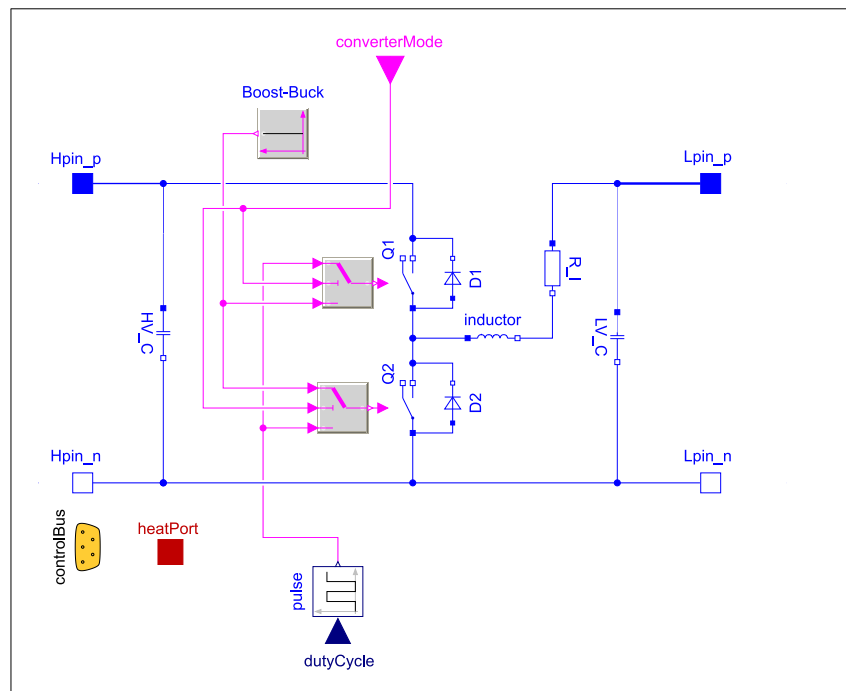 converterMode
Boost-Buck
Hpin_p
Lpin_p
Q1
D1
R_l
HV_C
inductor
LV_C
Q2
D2
Hpin_n
Lpin_n
controlBus
heatPort
pulse
dutyCycle